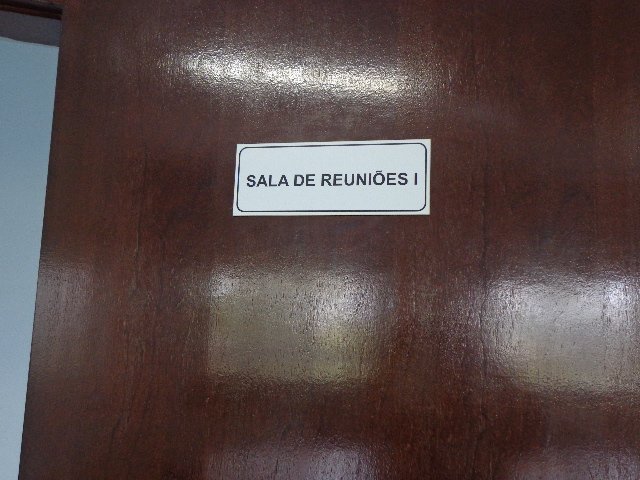 SALA DE REUNIÕES I